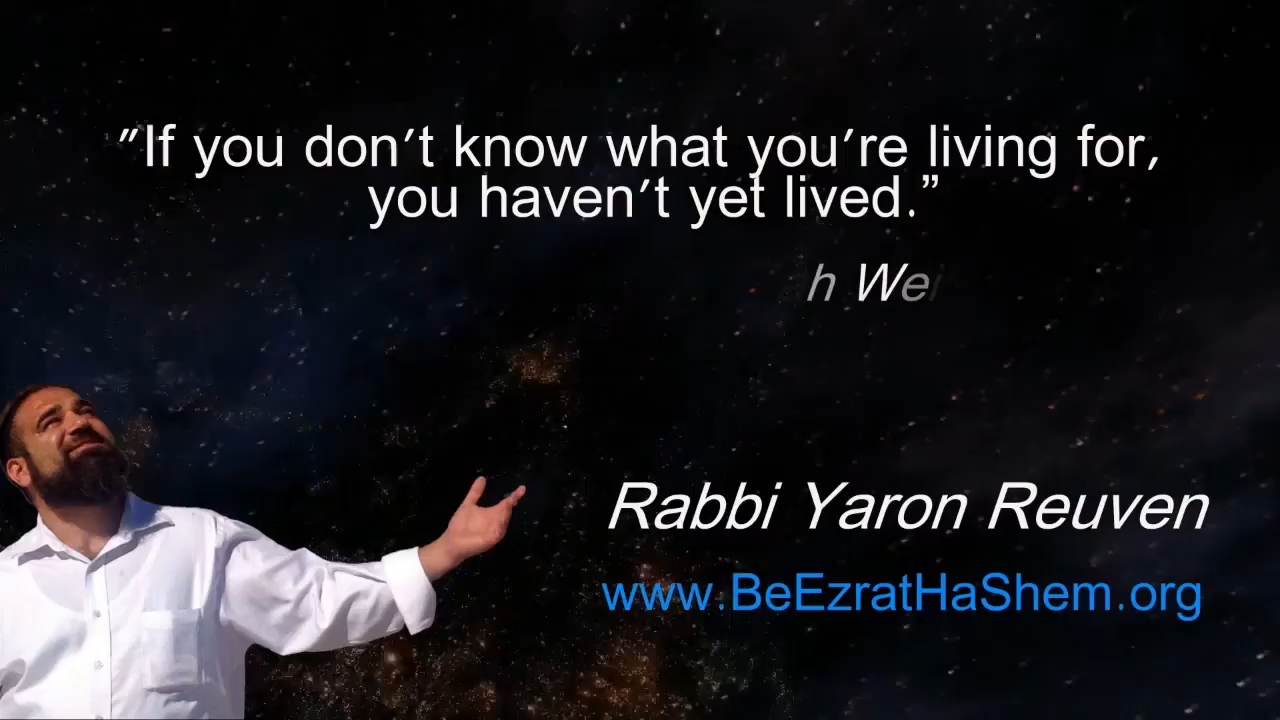 "If you don't know what you're living for,
you haven't yet lived."
h We
Rabbi Yaron Reuven
www.BeEzratHaShem.org